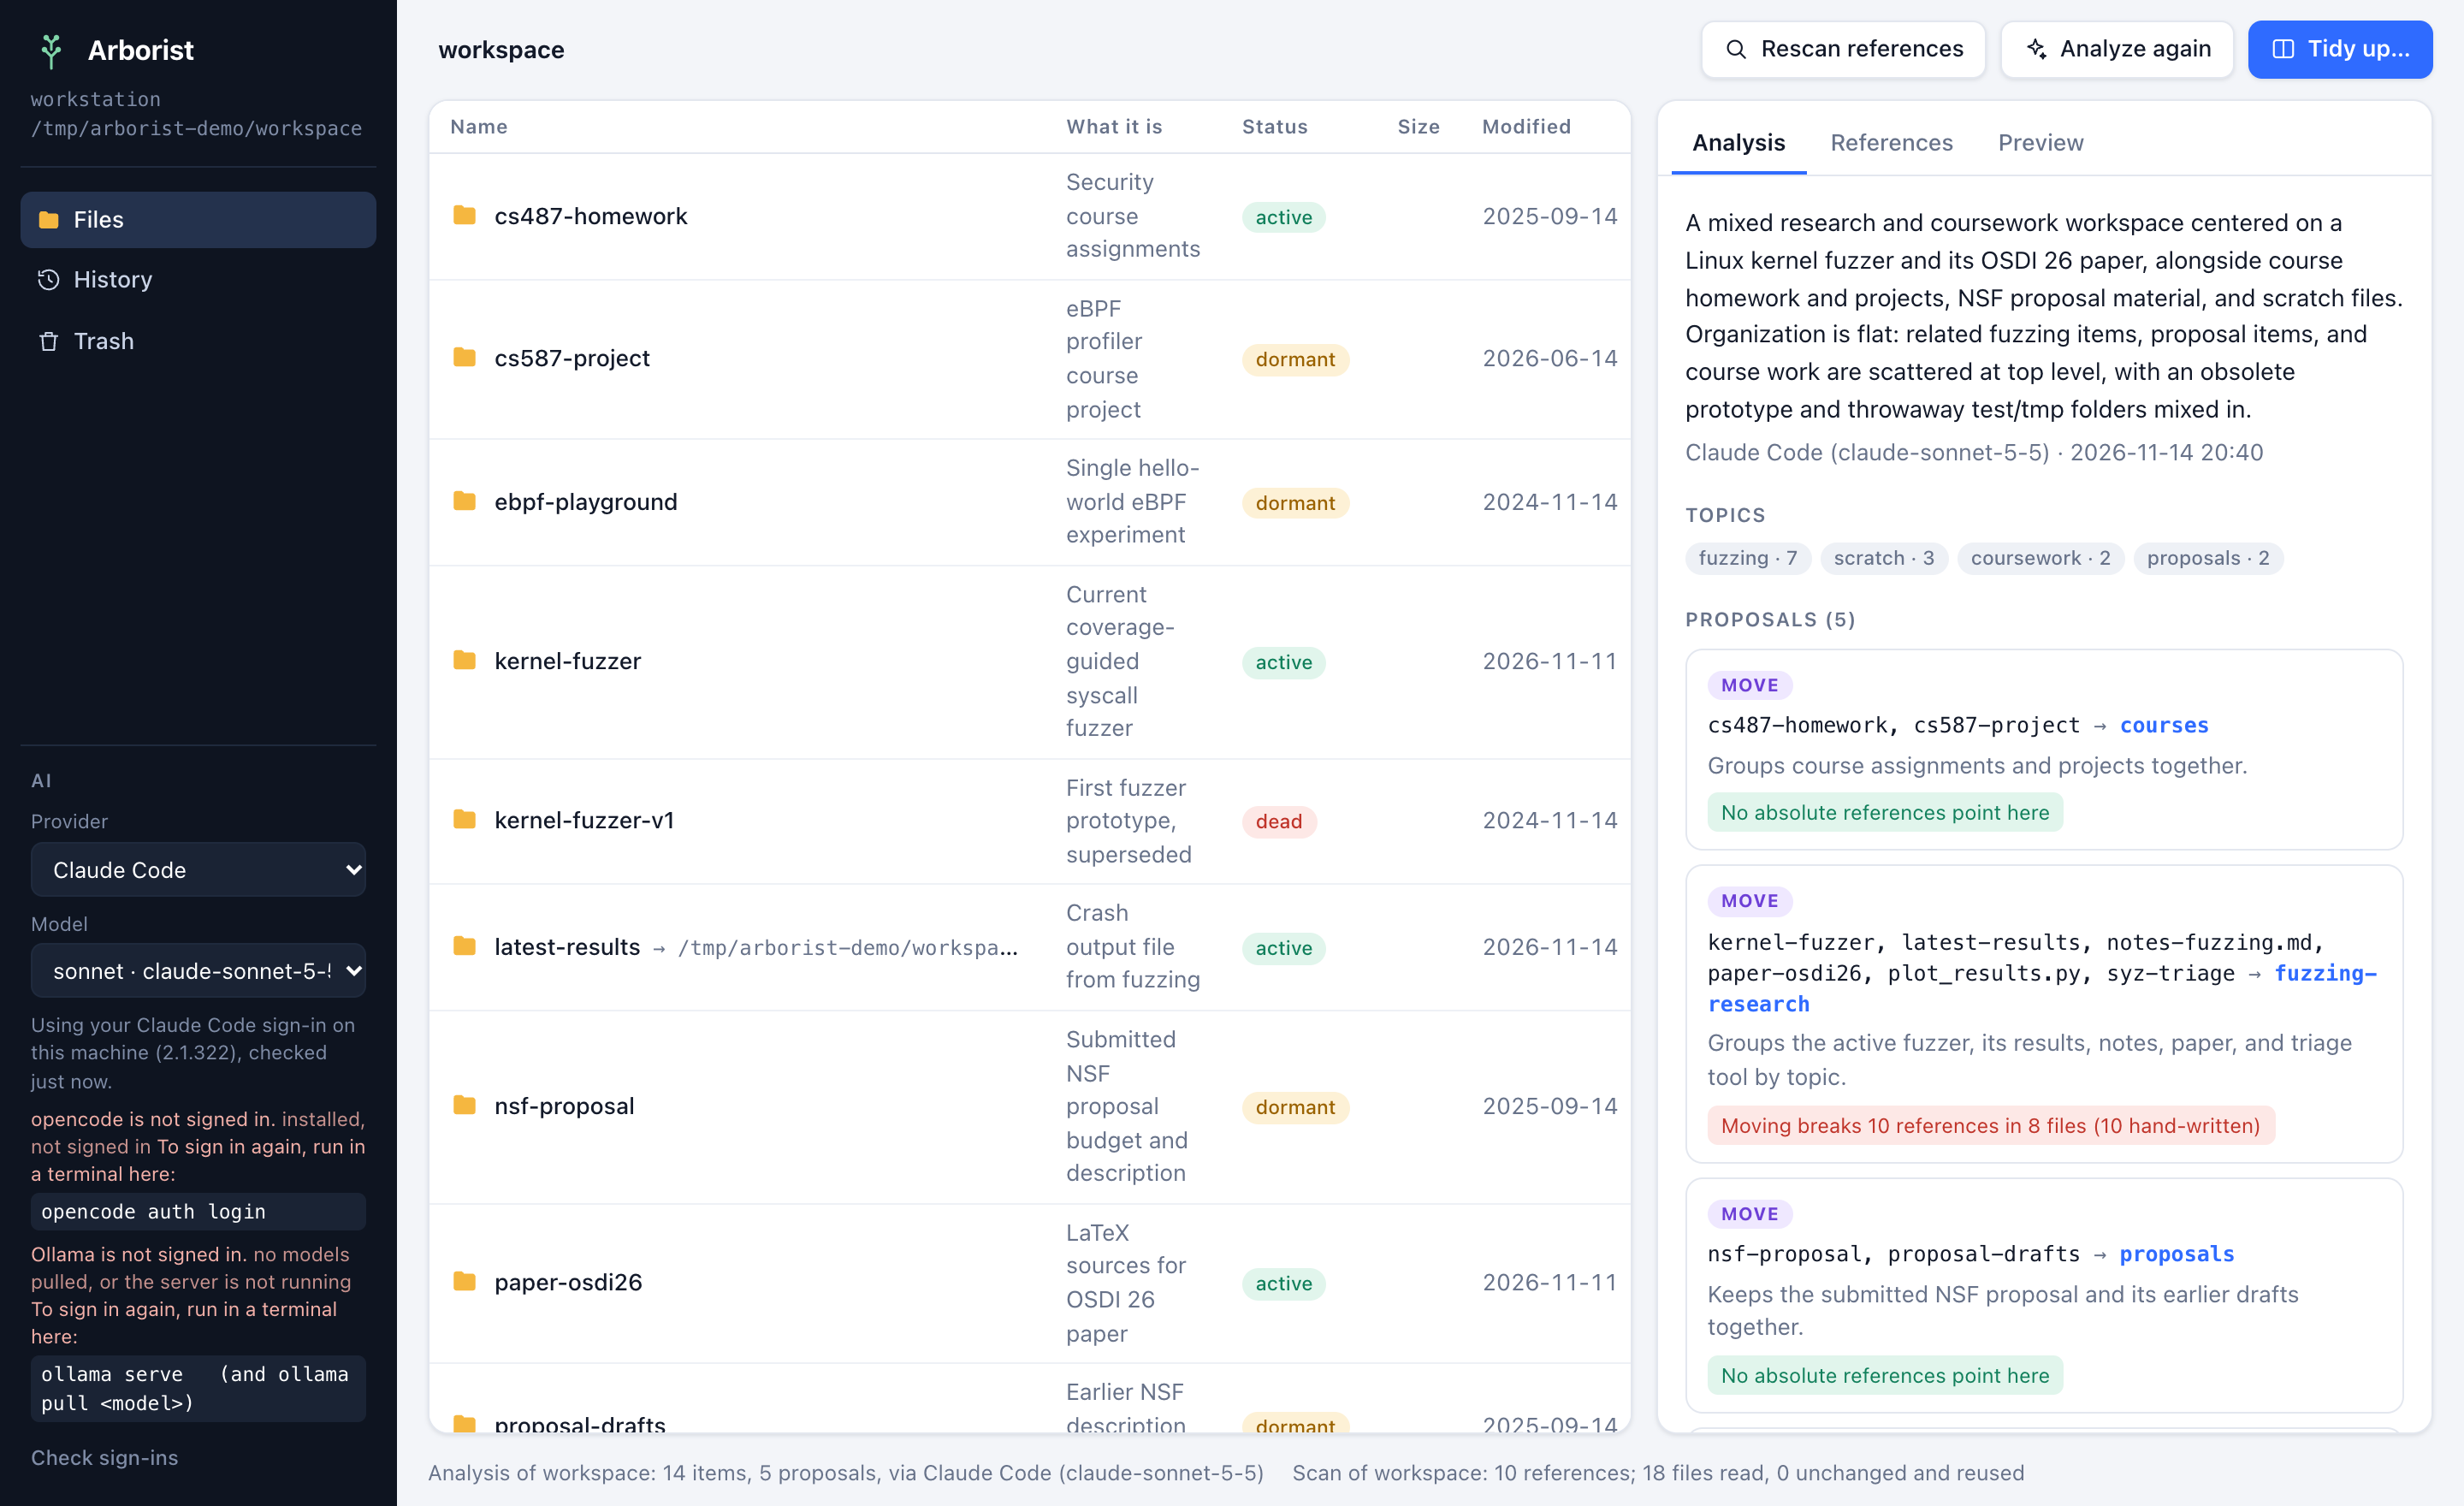 Arborist
workstation
/tmp/arborist-demo/workspace
Files
History
Trash
AI
Provider
Claude Code
Model
sonnet · claude-sonnet-5-
Using your Claude Code sign-in on
this machine (2.1.322), checked
just now.
opencode is not signed in. installed,
not signed in To sign in again, run in
a terminal here:
opencode auth login
Ollama is not signed in. no models
pulled, or the server is not running
To sign in again, run in a terminal
here:
ollama serve (and ollama
pull <model>)
Check sign-ins
workspace
Rescan references
Analyze again
Tidy up...
Name What it is Status Size Modified
cs487-homework
Security
course
assignments
active
2025-09-14
cs587-project
eBPF
profiler
course
project
dormant
2026-06-14
ebpf-playground
Single hello-
world eBPF
experiment
dormant
2024-11-14
kernel-fuzzer
Current
coverage-
guided
syscall
fuzzer
active
2026-11-11
kernel-fuzzer-v1
First fuzzer
prototype,
superseded
dead
2024-11-14
latest-results → /tmp/arborist-demo/workspa...
Crash
output file
from fuzzing
active
2026-11-14
nsf-proposal
Submitted
NSF
proposal
budget and
description
dormant
2025-09-14
paper-osdi26
LaTeX
sources for
OSDI 26
paper
active
2026-11-11
proposal-drafts
Earlier NSF
description
dormant
2025-09-14
Analysis References Preview
A mixed research and coursework workspace centered on a
Linux kernel fuzzer and its OSDI 26 paper, alongside course
homework and projects, NSF proposal material, and scratch files.
Organization is flat: related fuzzing items, proposal items, and
course work are scattered at top level, with an obsolete
prototype and throwaway test/tmp folders mixed in.
Claude Code (claude-sonnet-5-5) · 2026-11-14 20:40
TOPICS
fuzzing · 7 scratch · 3 coursework · 2 proposals · 2
PROPOSALS (5)
MOVE
cs487-homework, cs587-project → courses
Groups course assignments and projects together.
No absolute references point here
MOVE
kernel-fuzzer, latest-results, notes-fuzzing.md,
paper-osdi26, plot_results.py, syz-triage → fuzzing-
research
Groups the active fuzzer, its results, notes, paper, and triage
tool by topic.
Moving breaks 10 references in 8 files (10 hand-written)
MOVE
nsf-proposal, proposal-drafts → proposals
Keeps the submitted NSF proposal and its earlier drafts
together.
No absolute references point here
Analysis of workspace: 14 items, 5 proposals, via Claude Code (claude-sonnet-5-5) Scan of workspace: 10 references; 18 files read, 0 unchanged and reused